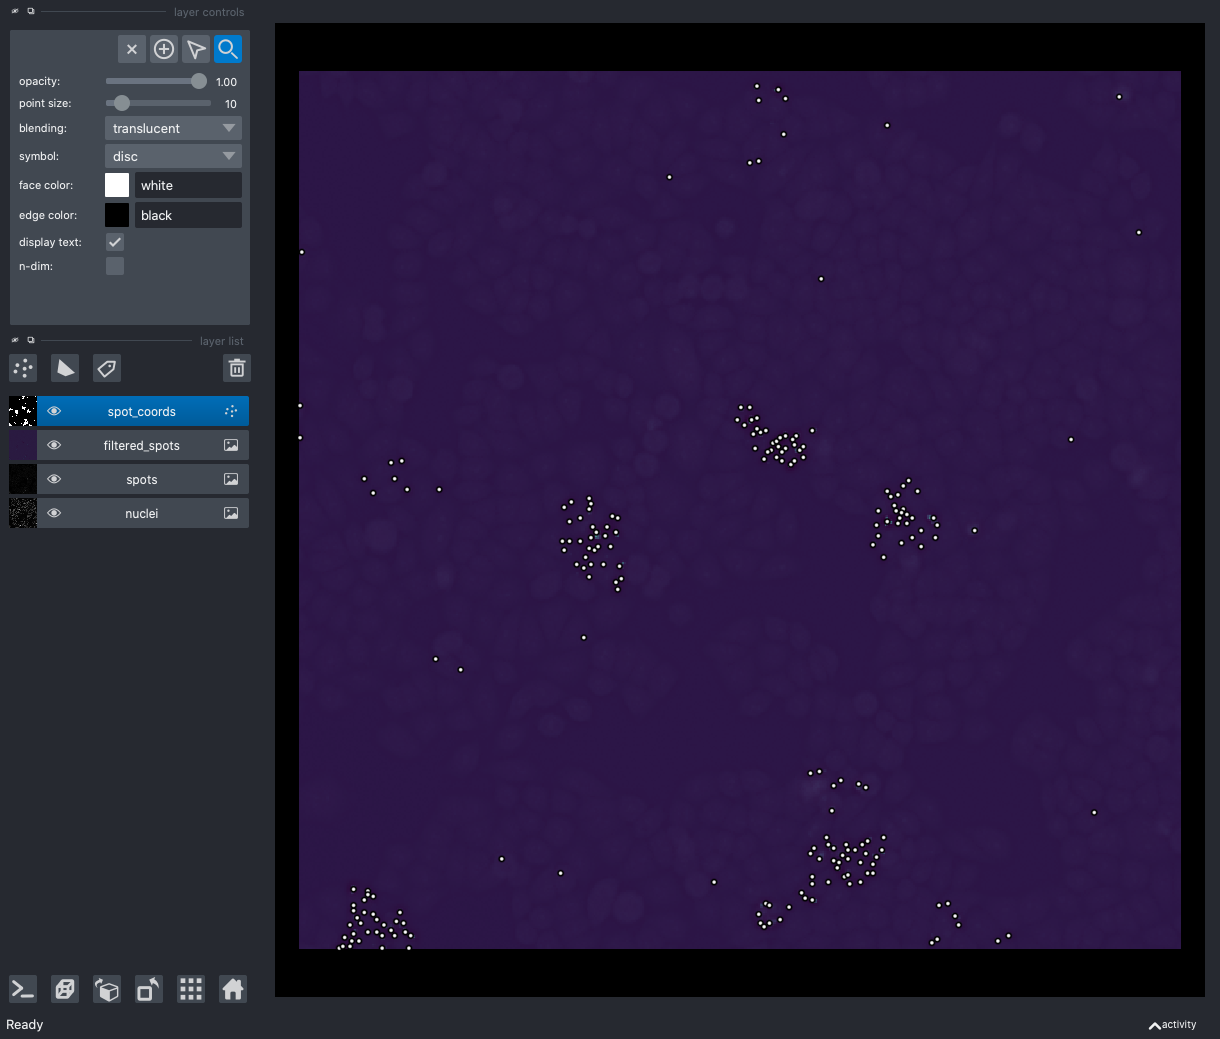 layer controls
opacity: 1.00
point size: 10
blending: translucent
symbol: disc
face color: white
edge color: black
display text:
n-dim:
layer list
spot_coords
filtered_spots
spots
nuclei
Ready
activity